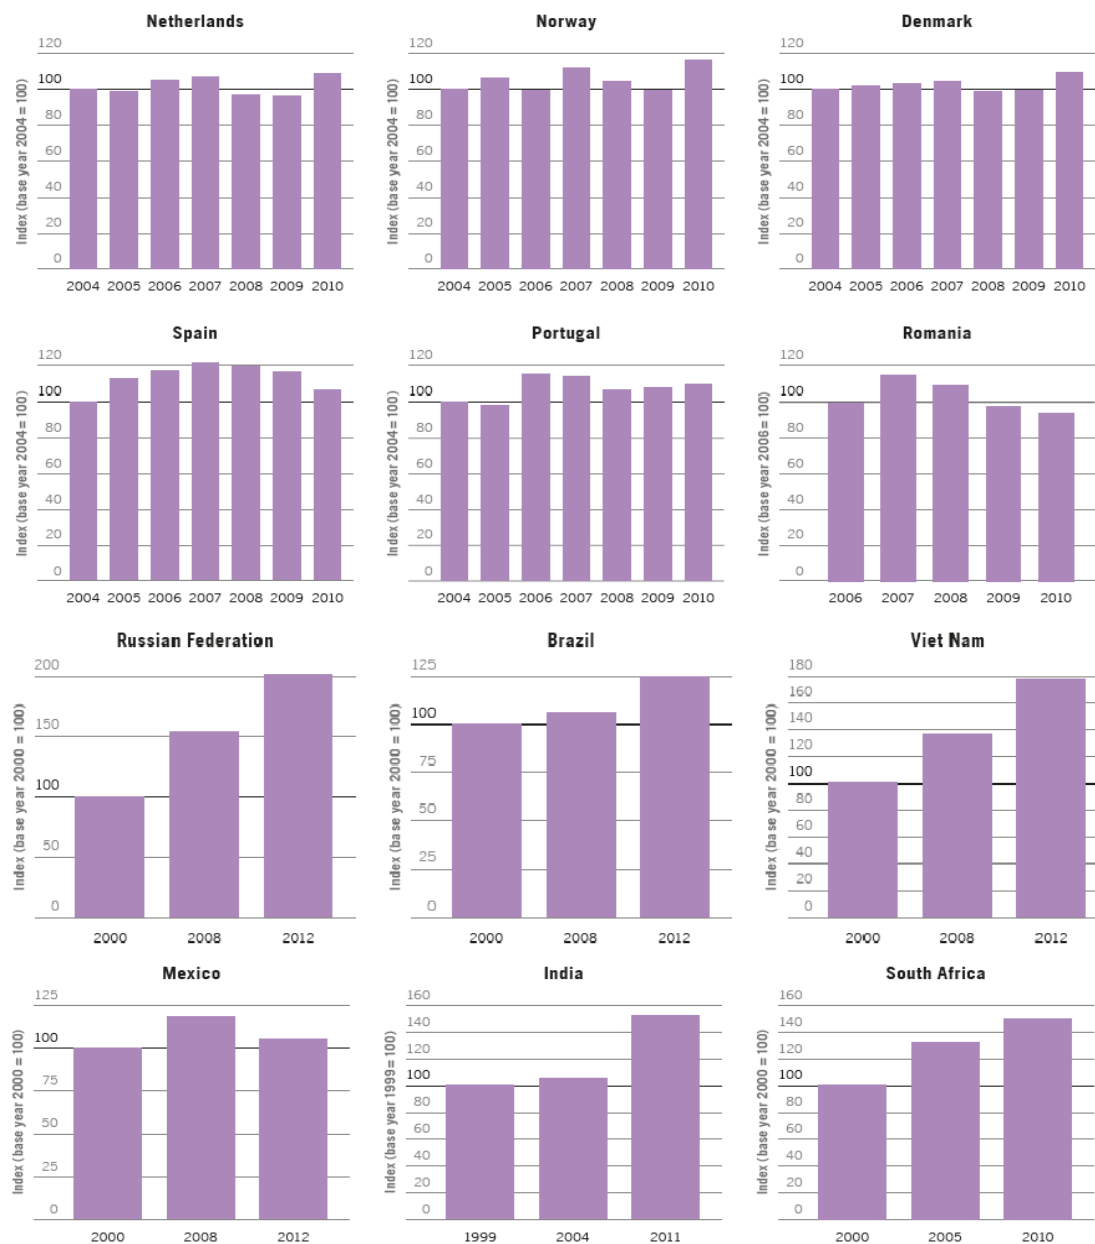 Netherlands
Norway
Denmark
Index (base year 2004 = 100)
120
100
80
60
40
20
0
2004 2005 2006 2007 2008 2009 2010
Index (base year 2004 = 100)
120
100
80
60
40
20
0
2004 2005 2006 2007 2008 2009 2010
Index (base year 2004 = 100)
120
100
80
60
40
20
0
2004 2005 2006 2007 2008 2009 2010
Spain
Portugal
Romania
Index (base year 2004 = 100)
120
100
80
60
40
20
0
2004 2005 2006 2007 2008 2009 2010
Index (base year 2004 = 100)
120
100
80
60
40
20
0
2004 2005 2006 2007 2008 2009 2010
Index (base year 2006 = 100)
120
100
80
60
40
20
0
2006 2007 2008 2009 2010
Russian Federation
Brazil
Viet Nam
Index (base year 2000 = 100)
200
150
100
50
0
2000 2008 2012
Index (base year 2000 = 100)
125
100
75
50
25
0
2000 2008 2012
Index (base year 2000 = 100)
180
160
140
120
100
80
60
40
20
0
2000 2008 2012
Mexico
India
South Africa
Index (base year 2000 = 100)
125
100
75
50
25
0
2000 2008 2012
Index (base year 1999 = 100)
160
140
120
100
80
60
40
20
0
1999 2004 2011
Index (base year 2000 = 100)
160
140
120
100
80
60
40
20
0
2000 2005 2010